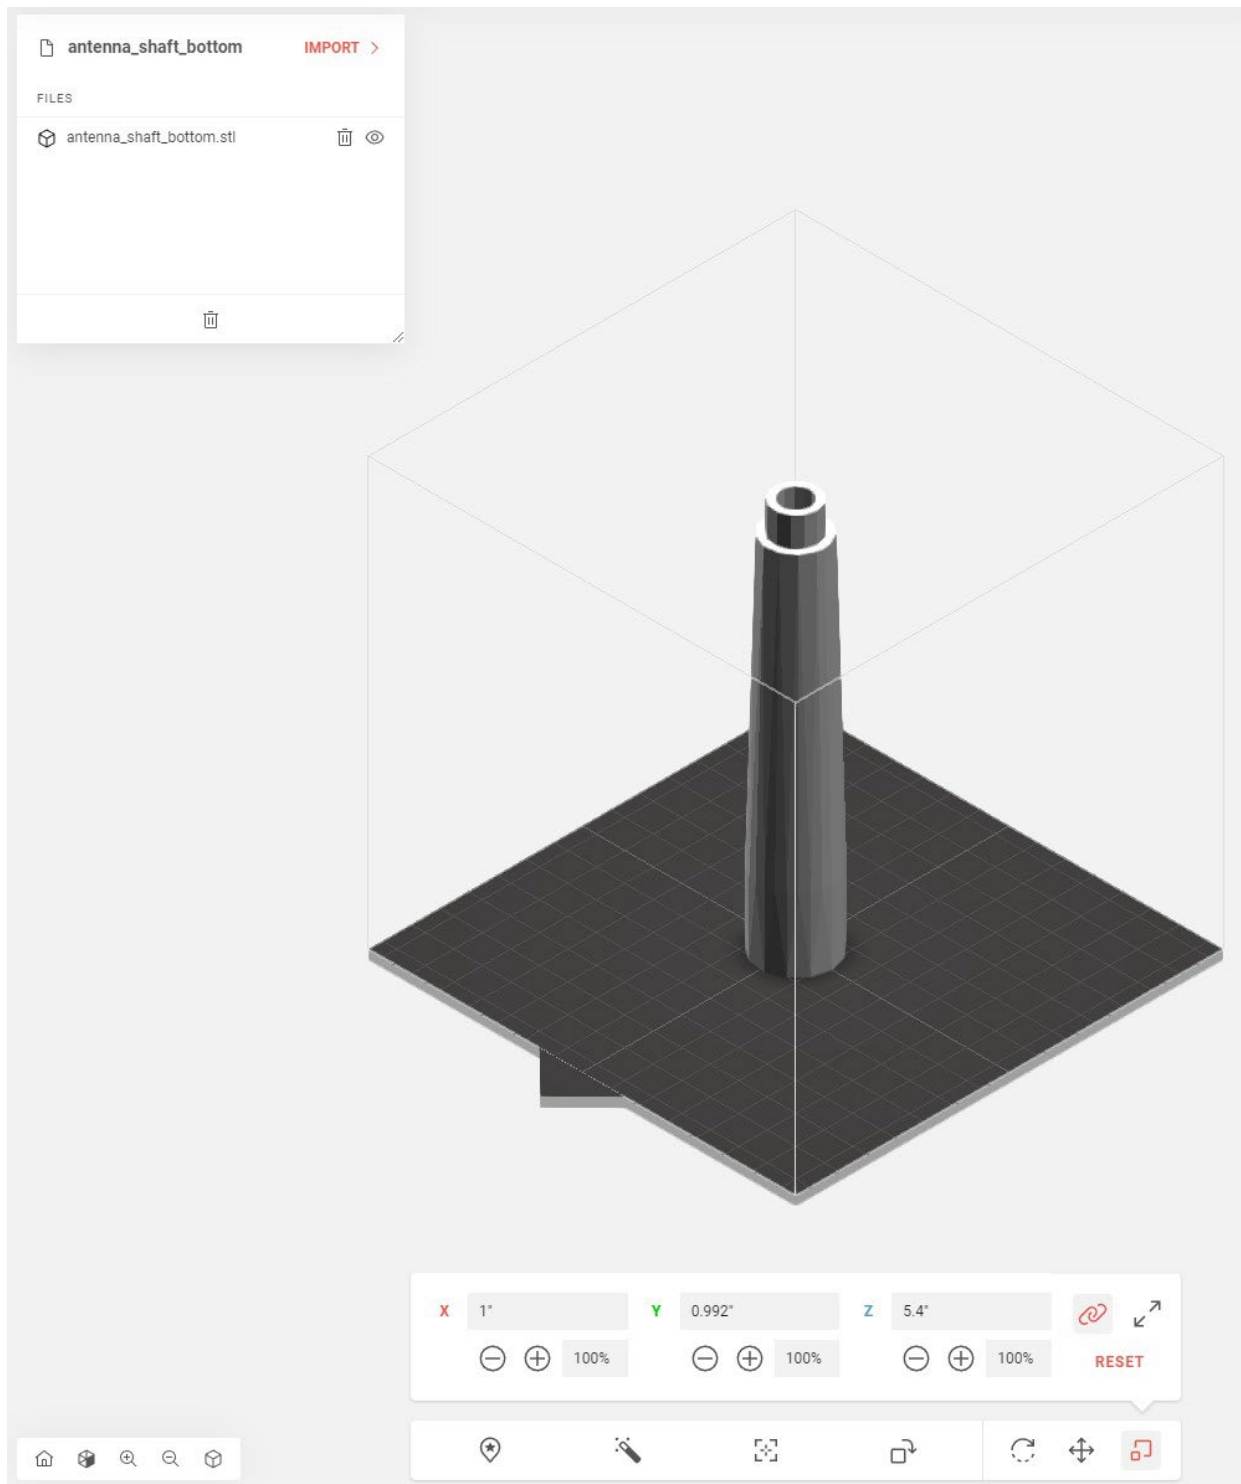 antenna_shaft_bottom IMPORT >
FILES
antenna_shaft_bottom.stl
X 1" Y 0.992" Z 5.4"
100% 100% 100% RESET